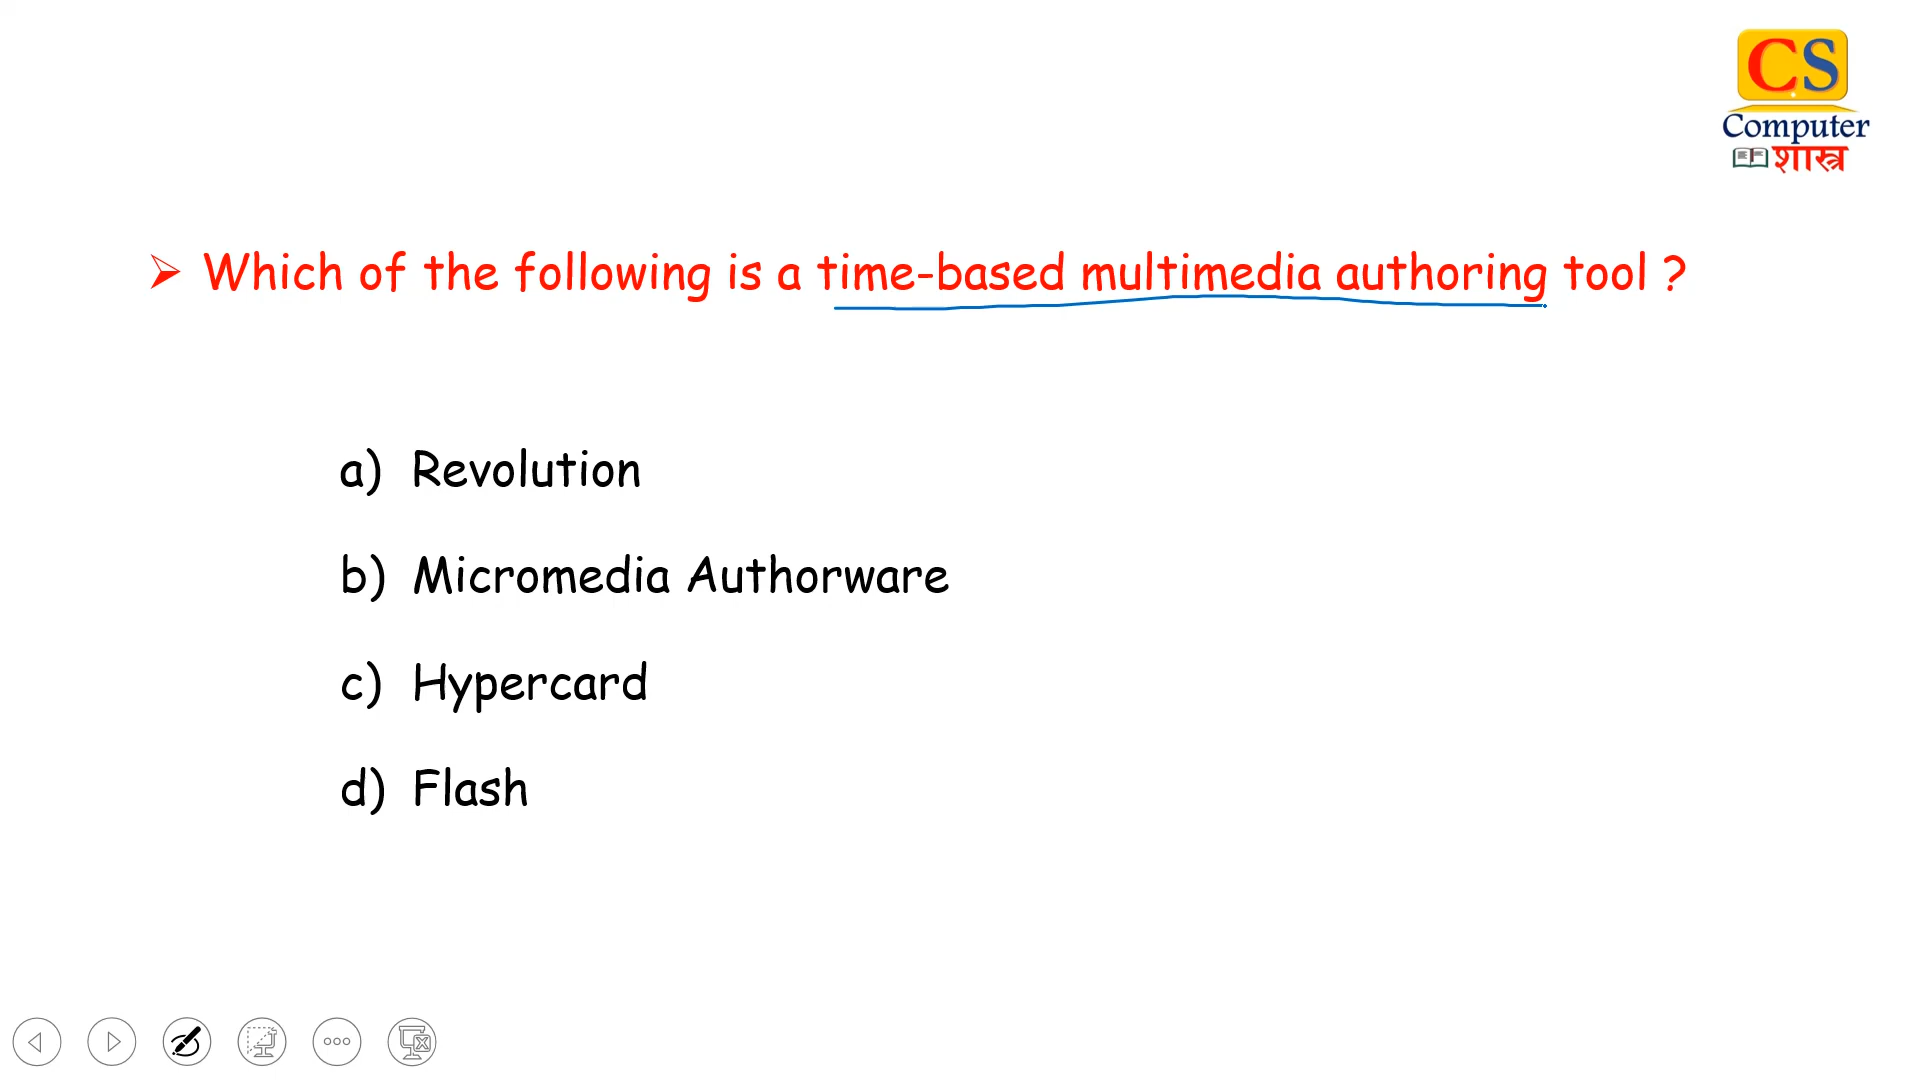 CS
Computer
शास्त्र
➢ Which of the following is a time-based multimedia authoring tool ?
a) Revolution
b) Micromedia Authorware
c) Hypercard
d) Flash